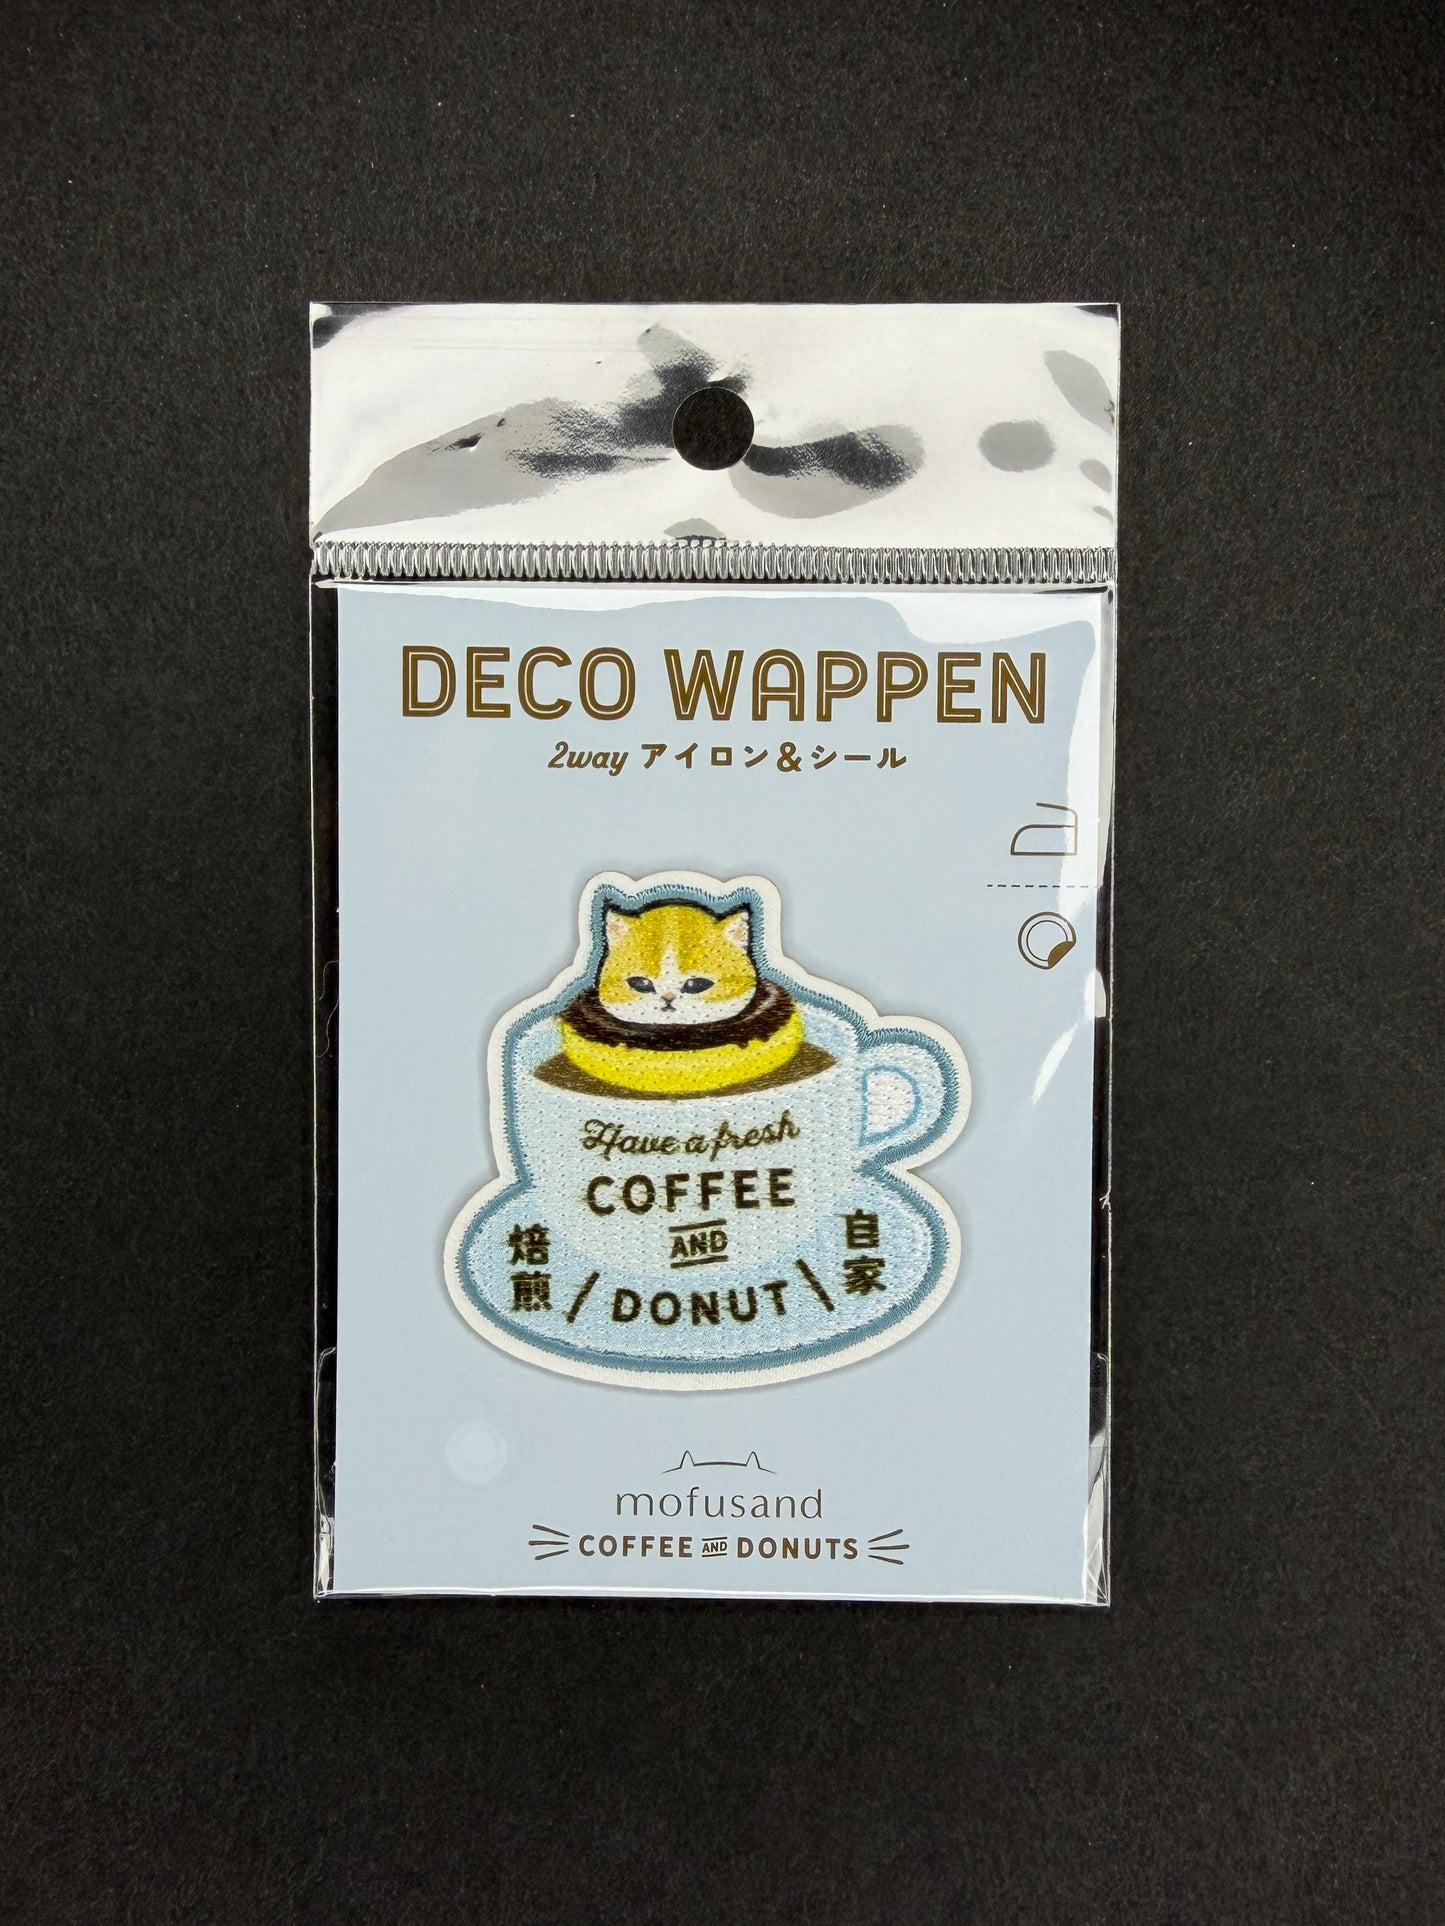 DECO WAPPEN
2way アイロン&シール
Have a fresh
COFFEE
AND
DONUT
自家
焙煎
mofusand
COFFEE AND DONUTS